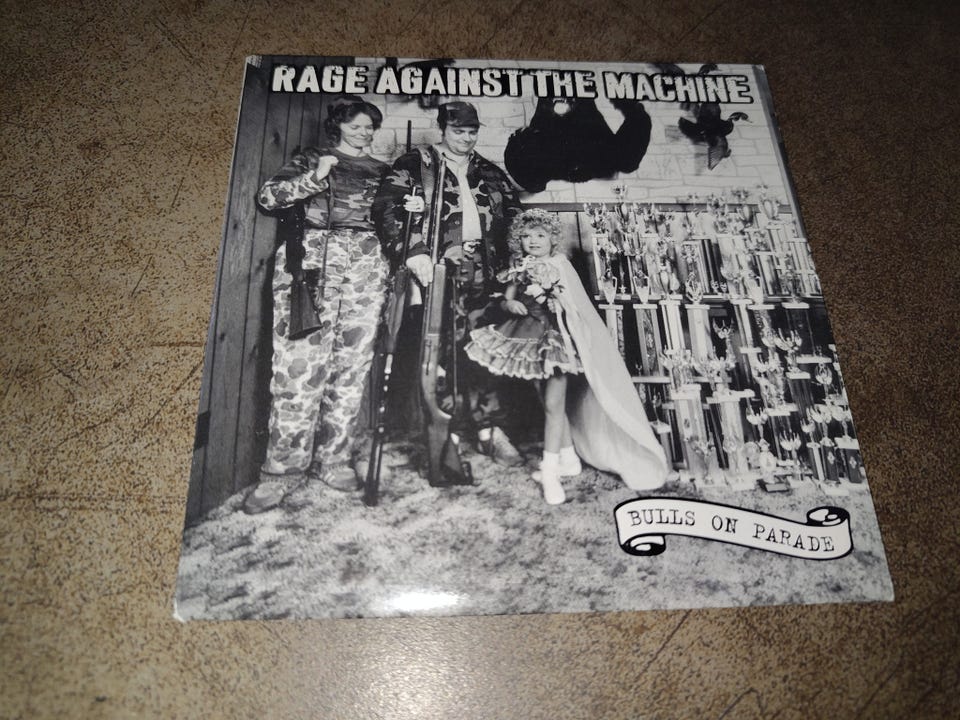 RAGE AGAINST THE MACHINE
BULLS ON PARADE